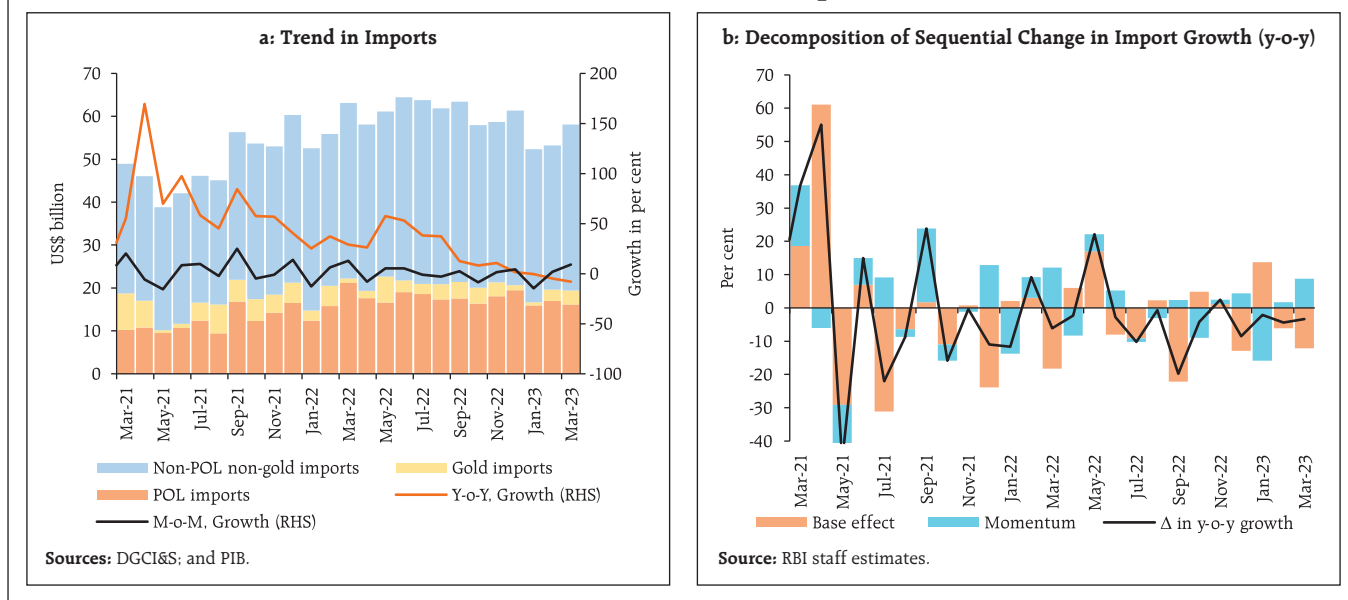 a: Trend in Imports
70
60
50
40
30
20
10
0
US$ billion
200
150
100
50
0
-50
-100
Growth in per cent
Mar-21
May-21
Jul-21
Sep-21
Nov-21
Jan-22
Mar-22
May-22
Jul-22
Sep-22
Nov-22
Jan-23
Mar-23
Non-POL non-gold imports
Gold imports
POL imports
Y-o-Y, Growth (RHS)
M-o-M, Growth (RHS)
Sources: DGCI&S; and PIB.
b: Decomposition of Sequential Change in Import Growth (y-o-y)
70
60
50
40
30
20
10
0
-10
-20
-30
-40
Per cent
Mar-21
May-21
Jul-21
Sep-21
Nov-21
Jan-22
Mar-22
May-22
Jul-22
Sep-22
Nov-22
Jan-23
Mar-23
Base effect
Momentum
Δ in y-o-y growth
Source: RBI staff estimates.